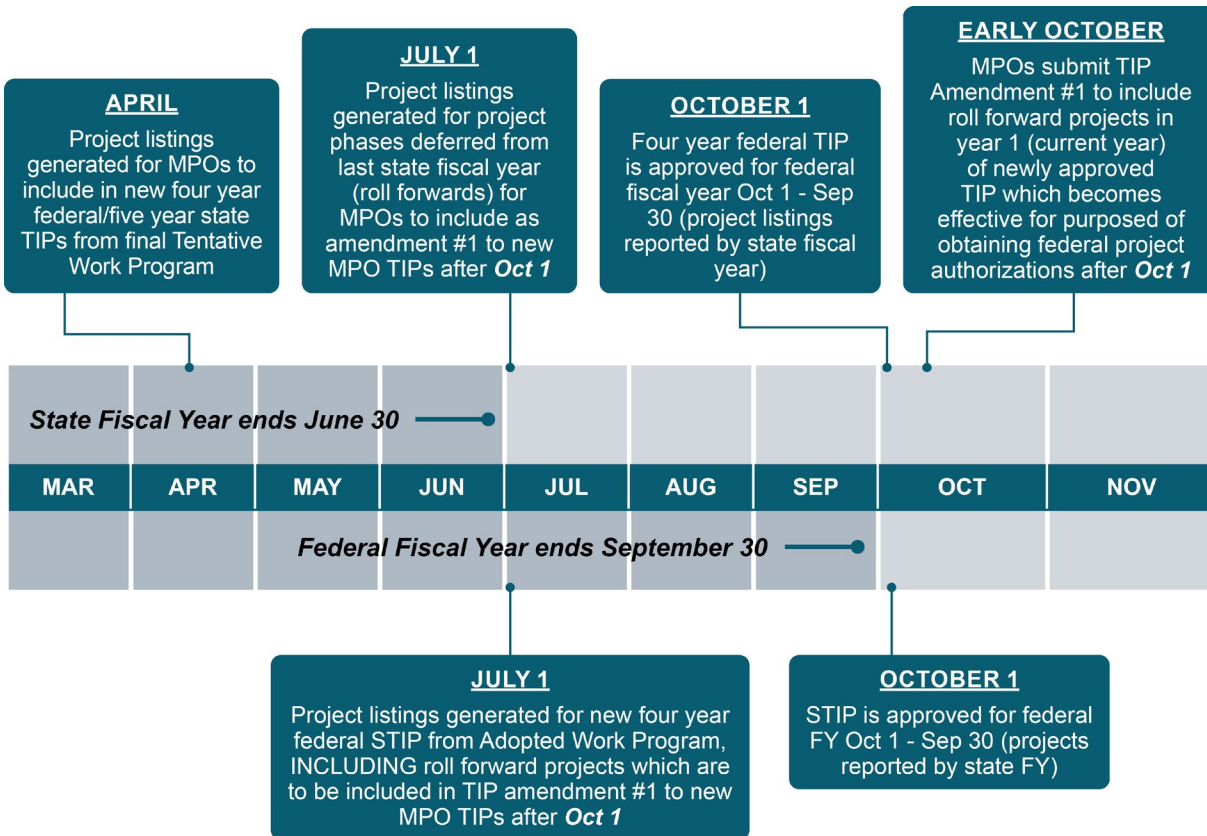 APRIL
Project listings
generated for MPOs to
include in new four year
federal/five year state
TIPs from final Tentative
Work Program
JULY 1
Project listings
generated for project
phases deferred from
last state fiscal year
(roll forwards) for
MPOs to include as
amendment #1 to new
MPO TIPs after Oct 1
OCTOBER 1
Four year federal TIP
is approved for federal
fiscal year Oct 1 - Sep
30 (project listings
reported by state fiscal
year)
EARLY OCTOBER
MPOs submit TIP
Amendment #1 to include
roll forward projects in
year 1 (current year)
of newly approved
TIP which becomes
effective for purposed of
obtaining federal project
authorizations after Oct 1
State Fiscal Year ends June 30
MAR APR MAY JUN JUL AUG SEP OCT NOV
Federal Fiscal Year ends September 30
JULY 1
Project listings generated for new four year
federal STIP from Adopted Work Program,
INCLUDING roll forward projects which are
to be included in TIP amendment #1 to new
MPO TIPs after Oct 1
OCTOBER 1
STIP is approved for federal
FY Oct 1 - Sep 30 (projects
reported by state FY)